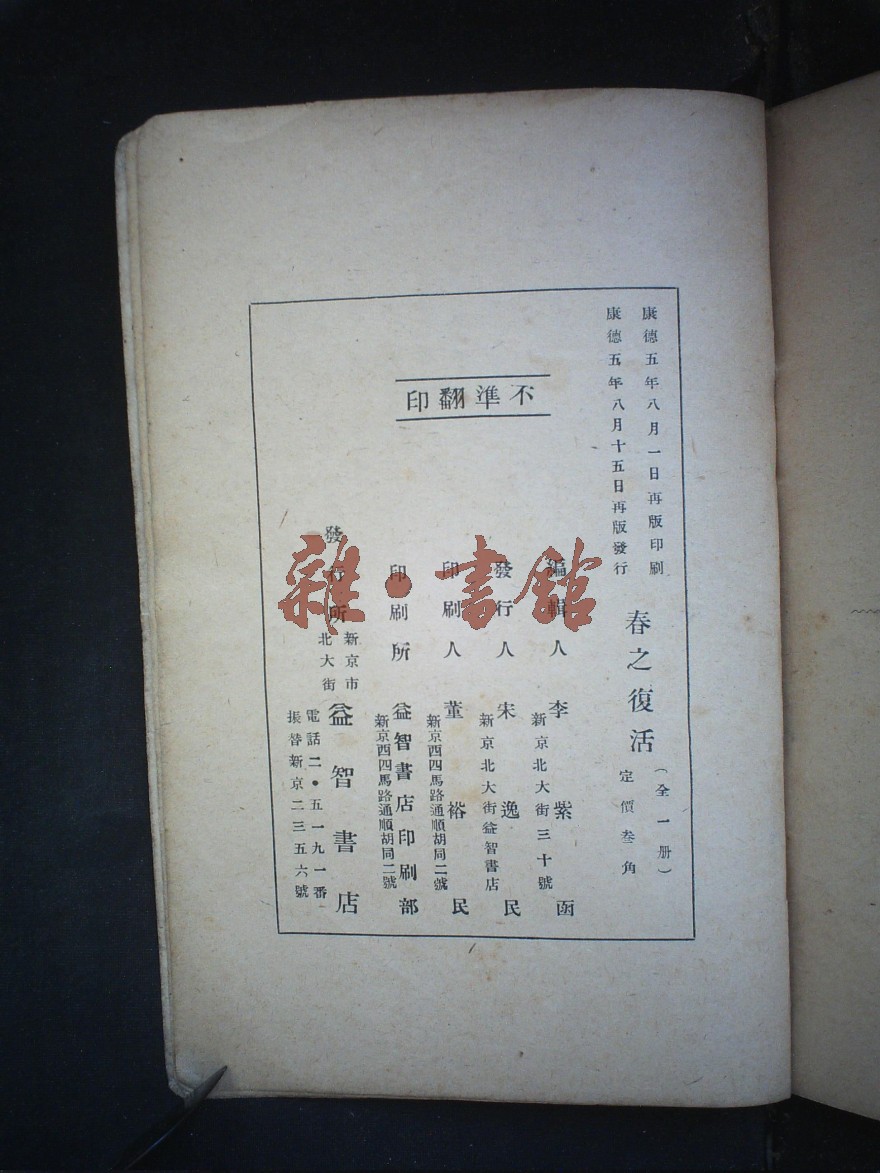 康德五年八月一日再版印刷
康德五年八月十五日再版發行
春之復活
（全一册）
定價叁角
不準翻印
編輯人 李紫函
新京北大街三十號
發行人 宋逸民
新京北大街益智書店
印刷人 董裕民
新京西四馬路通順胡同二號
印刷所 益智書店印刷部
新京西四馬路通順胡同二號
發行所 新京市北大街 益智書店
電話二・五一九一番
振替新京二三五六號
雜・書館